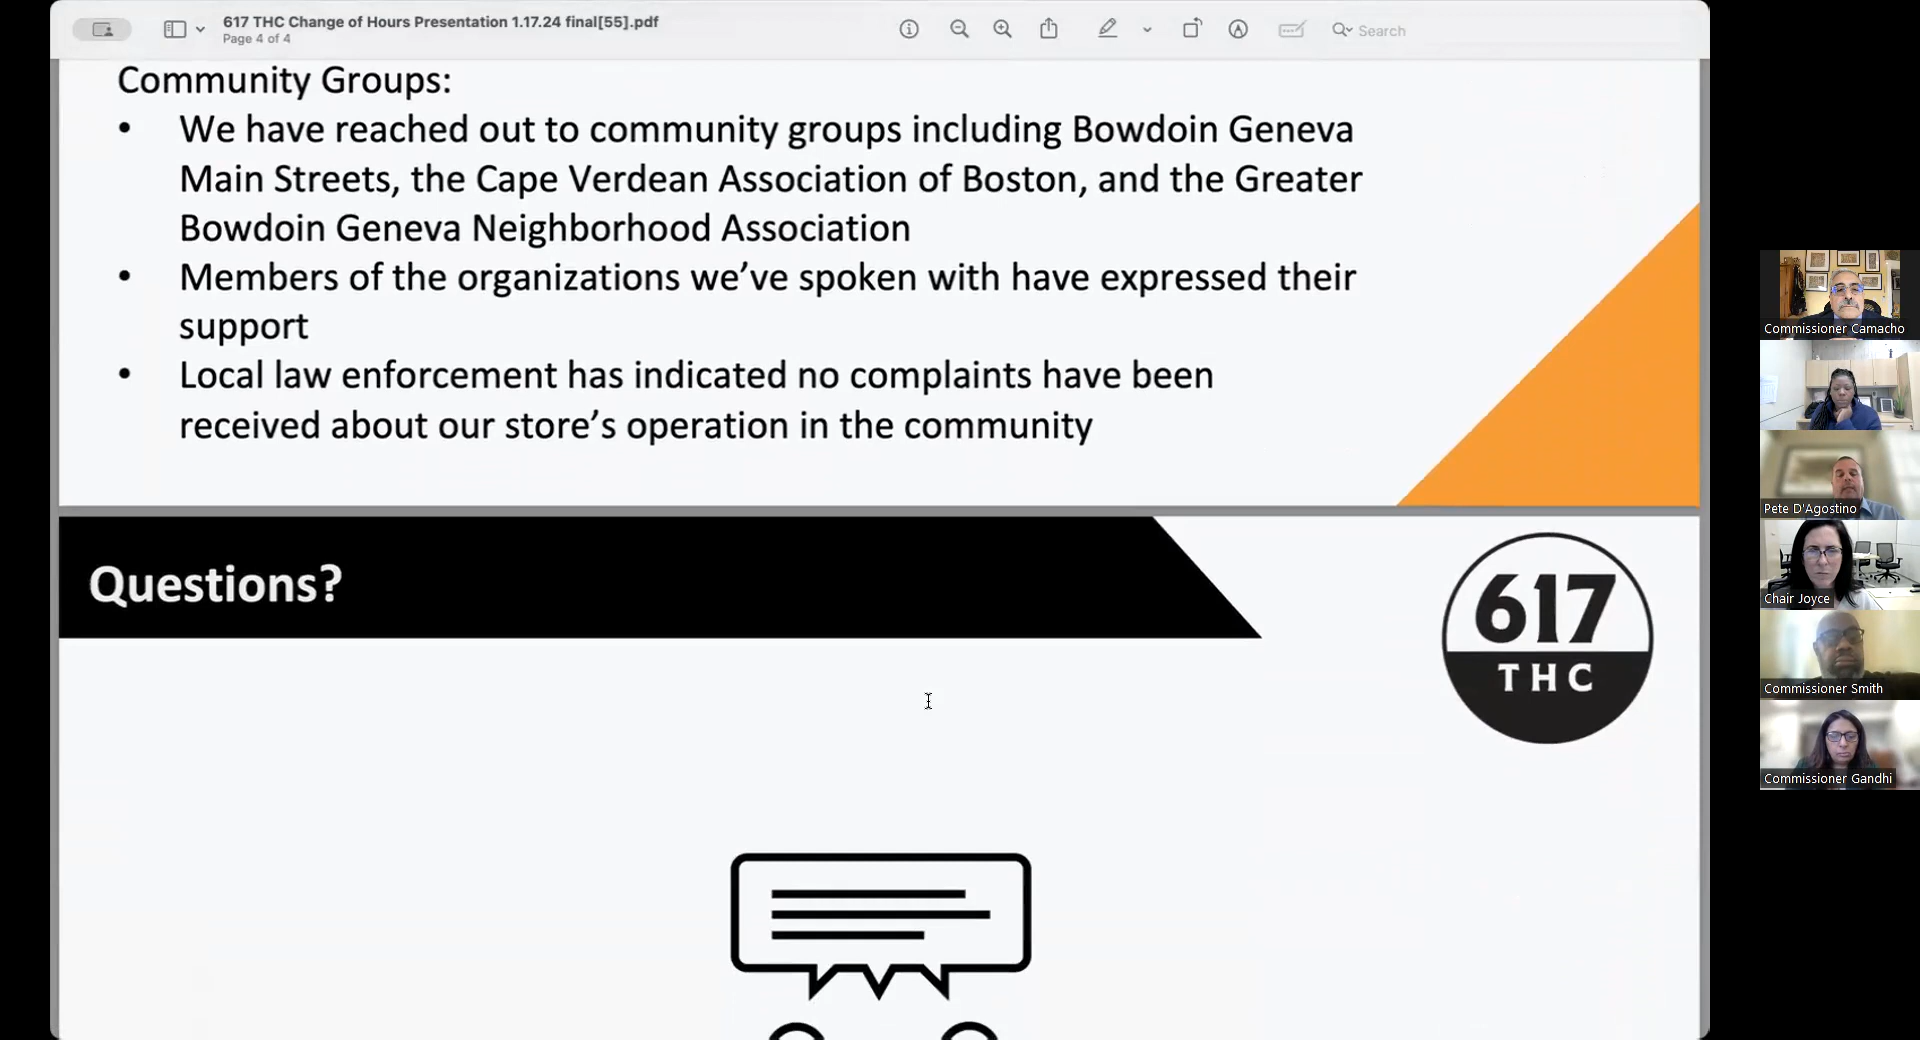 617 THC Change of Hours Presentation 1.17.24 final[55].pdf
Page 4 of 4
Search
Community Groups:
• We have reached out to community groups including Bowdoin Geneva
Main Streets, the Cape Verdean Association of Boston, and the Greater
Bowdoin Geneva Neighborhood Association
• Members of the organizations we’ve spoken with have expressed their
support
• Local law enforcement has indicated no complaints have been
received about our store’s operation in the community
Questions?
617
THC
Commissioner Camacho
Pete D'Agostino
Chair Joyce
Commissioner Smith
Commissioner Gandhi